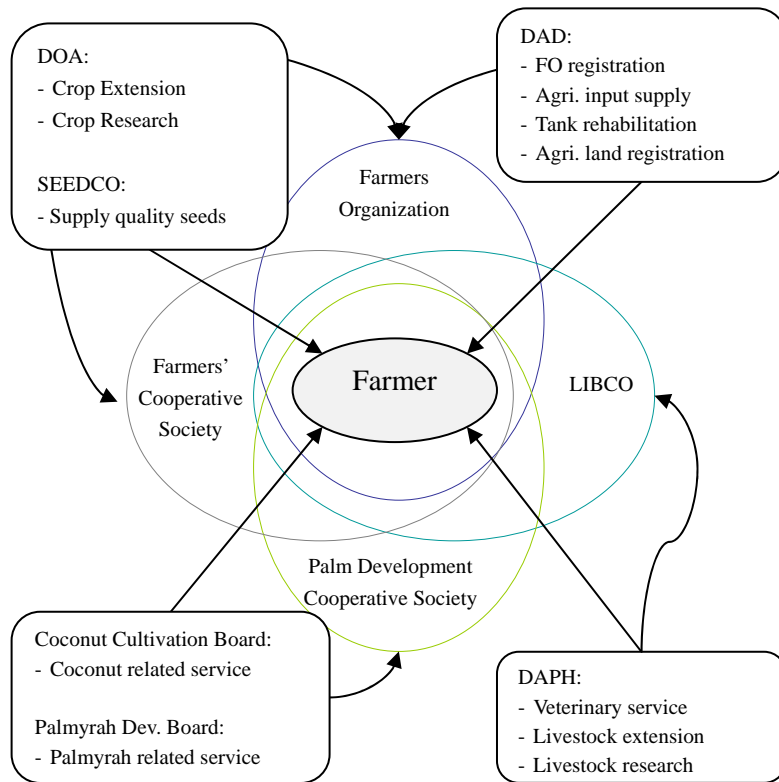 DOA:
- Crop Extension
- Crop Research
SEEDCO:
- Supply quality seeds
DAD:
- FO registration
- Agri. input supply
- Tank rehabilitation
- Agri. land registration
Farmers
Organization
Farmers’
Cooperative
Society
Farmer
LIBCO
Palm Development
Cooperative Society
Coconut Cultivation Board:
- Coconut related service
Palmyrah Dev. Board:
- Palmyrah related service
DAPH:
- Veterinary service
- Livestock extension
- Livestock research